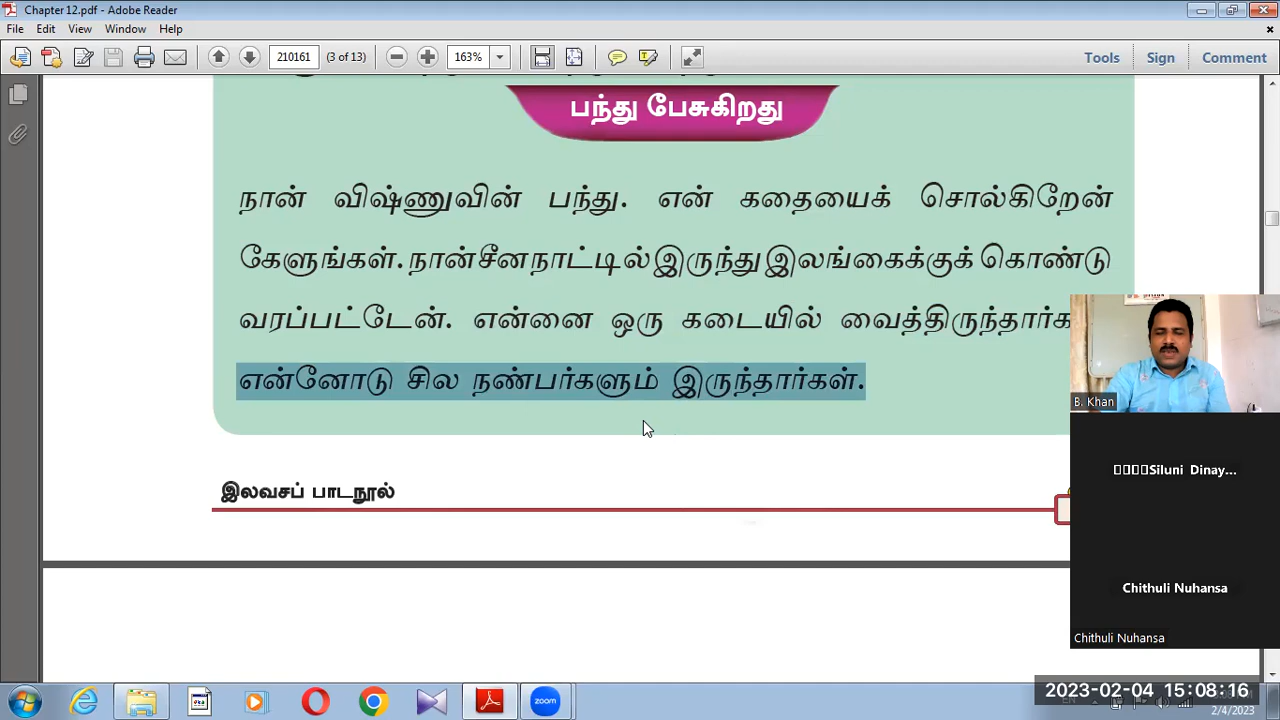 Chapter 12.pdf - Adobe Reader
File Edit View Window Help
210161 (3 of 13) 163% Tools Sign Comment
பந்து பேசுகிறது
நான் விஷ்ணுவின் பந்து. என் கதையைக் சொல்கிறேன்
கேளுங்கள். நான் சீன நாட்டில் இருந்து இலங்கைக்குக் கொண்டு
வரப்பட்டேன். என்னை ஒரு கடையில்
என்னோடு சில நண்பர்களும் இருந்தார்கள்.
இலவசப் பாடநூல்
B. Khan
Siluni Dinay...
Chithuli Nuhansa
Chithuli Nuhansa
zoom
2023-02-04 15:08:16
2/4/2023